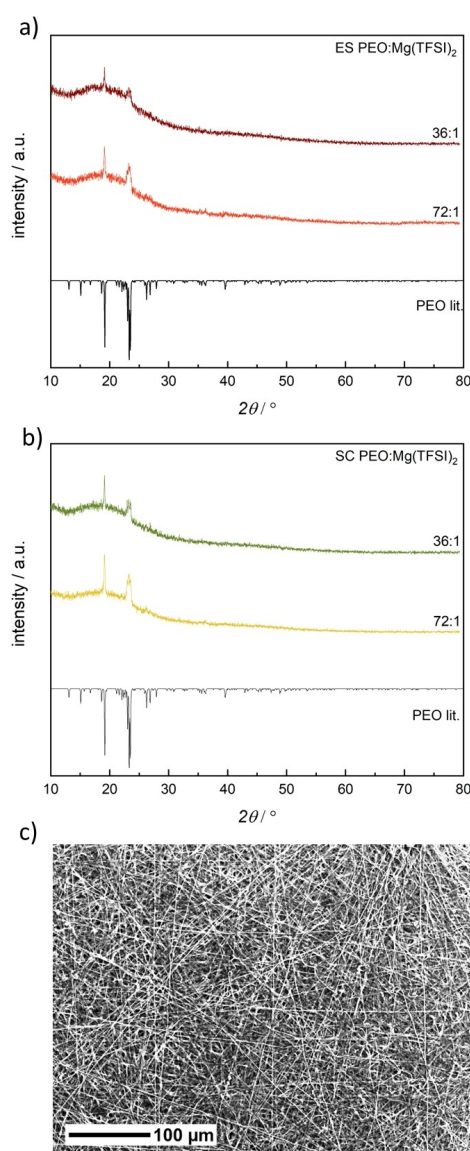 a)
ES PEO:Mg(TFSI)₂
36:1
72:1
PEO lit.
intensity / a.u.
10 20 30 40 50 60 70 80
2θ / °
b)
SC PEO:Mg(TFSI)₂
36:1
72:1
PEO lit.
intensity / a.u.
10 20 30 40 50 60 70 80
2θ / °
c)
100 µm